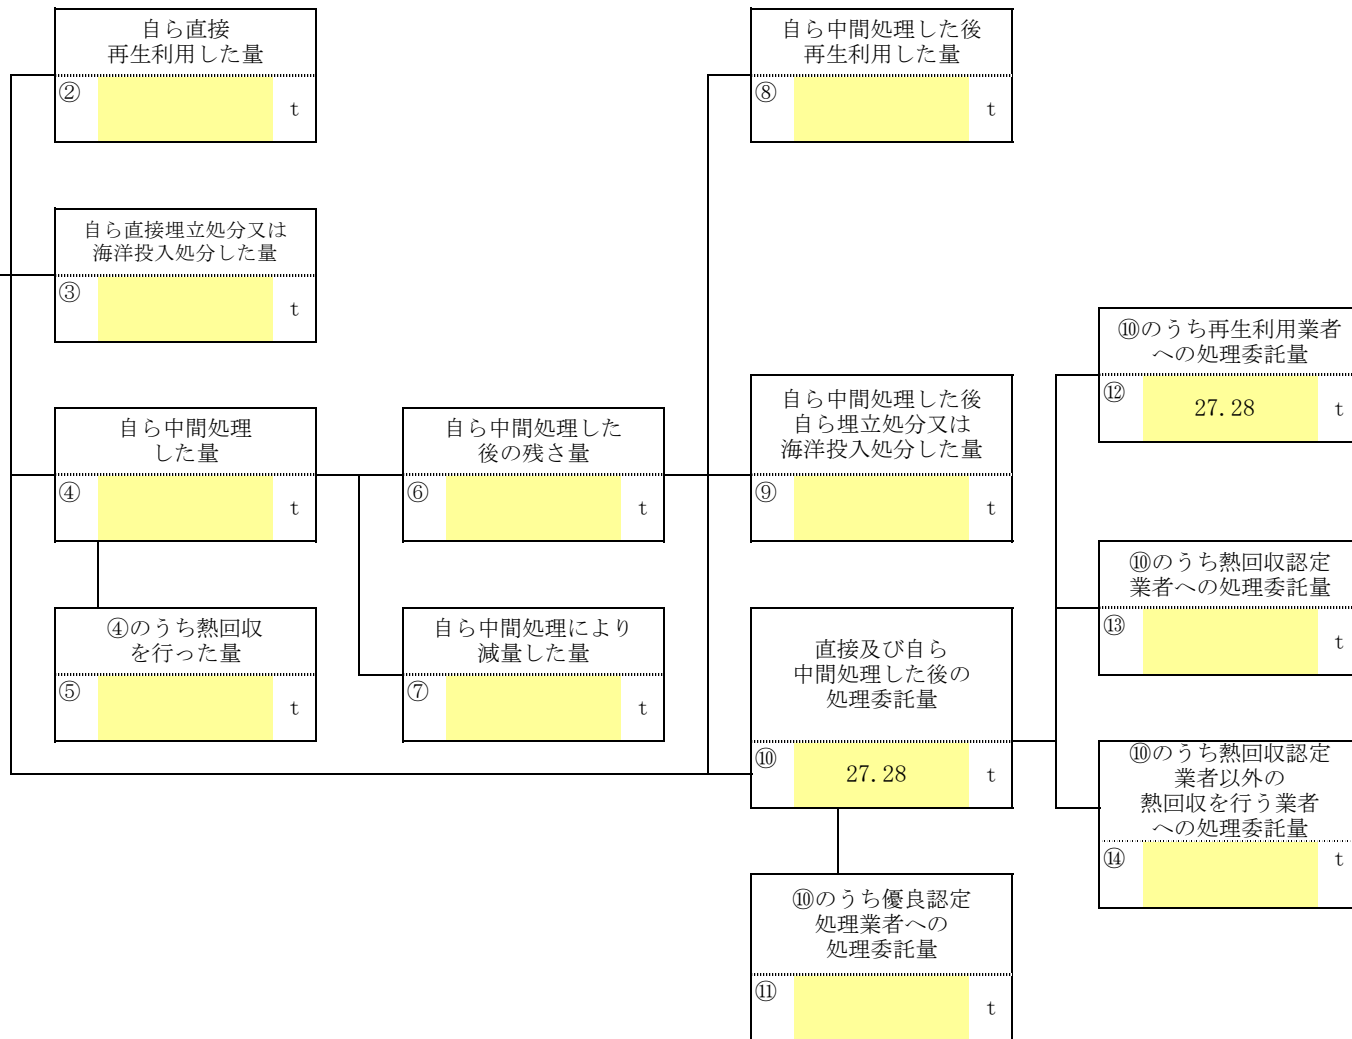 自ら直接
再生利用した量
② t
自ら中間処理した後
再生利用した量
⑧ t
自ら直接埋立処分又は
海洋投入処分した量
③ t
⑩のうち再生利用業者
への処理委託量
⑫ 27.28 t
自ら中間処理
した量
④ t
自ら中間処理した
後の残さ量
⑥ t
自ら中間処理した後
自ら埋立処分又は
海洋投入処分した量
⑨ t
⑩のうち熱回収認定
業者への処理委託量
⑬ t
④のうち熱回収
を行った量
⑤ t
自ら中間処理により
減量した量
⑦ t
直接及び自ら
中間処理した後の
処理委託量
⑩ 27.28 t
⑩のうち熱回収認定
業者以外の
熱回収を行う業者
への処理委託量
⑭ t
⑩のうち優良認定
処理業者への
処理委託量
⑪ t